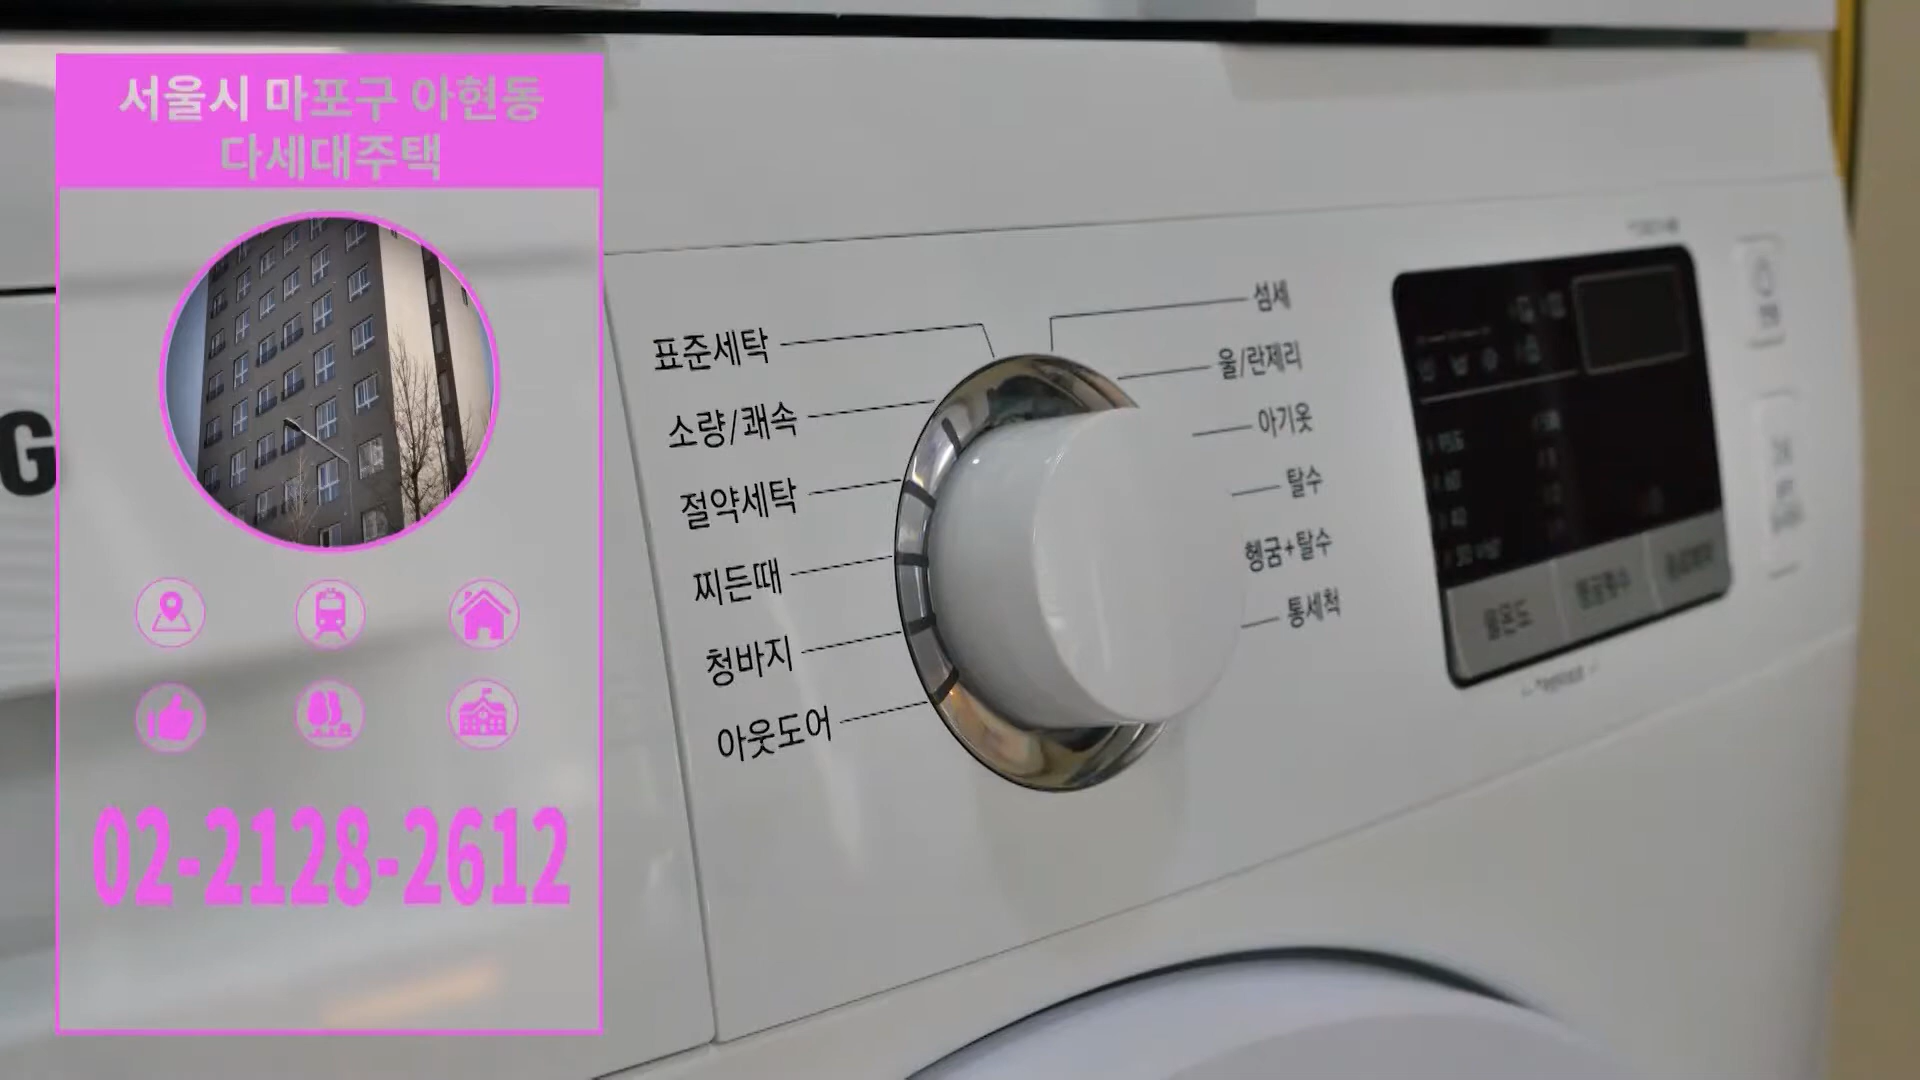 서울시 마포구 아현동
다세대주택
02-2128-2612
G
표준세탁
소량/쾌속
절약세탁
찌든때
청바지
아웃도어
섬세
울/란제리
아기옷
탈수
헹굼+탈수
통세척